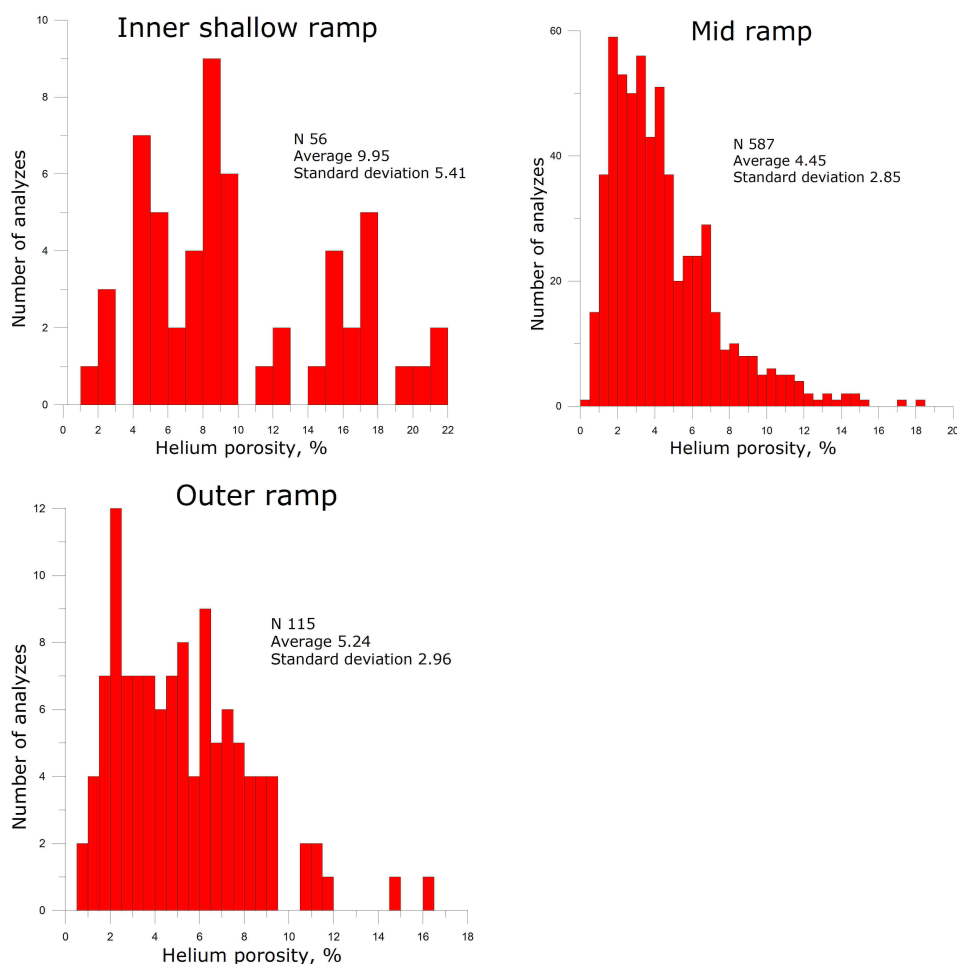 Inner shallow ramp
10
8
6
4
2
0
Number of analyzes
N 56
Average 9.95
Standard deviation 5.41
0 2 4 6 8 10 12 14 16 18 20 22
Helium porosity, %
Mid ramp
60
40
20
0
Number of analyzes
N 587
Average 4.45
Standard deviation 2.85
0 2 4 6 8 10 12 14 16 18 20
Helium porosity, %
Outer ramp
12
10
8
6
4
2
0
Number of analyzes
N 115
Average 5.24
Standard deviation 2.96
0 2 4 6 8 10 12 14 16 18
Helium porosity, %